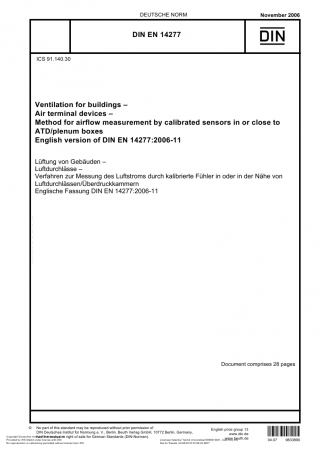 DEUTSCHE NORM
November 2006
DIN EN 14277
DIN
ICS 91.140.30
Ventilation for buildings –
Air terminal devices –
Method for airflow measurement by calibrated sensors in or close to
ATD/plenum boxes
English version of DIN EN 14277:2006-11
Lüftung von Gebäuden –
Luftdurchlässe –
Verfahren zur Messung des Luftstroms durch kalibrierte Fühler in oder in der Nähe von
Luftdurchlässen/Überdruckkammern
Englische Fassung DIN EN 14277:2006-11
Document comprises 28 pages
© No part of this standard may be reproduced without prior permission of
DIN Deutsches Institut für Normung e. V., Berlin. Beuth Verlag GmbH, 10772 Berlin, Germany,
has the exclusive right of sale for German Standards (DIN-Normen).
English price group 13
www.din.de
www.beuth.de